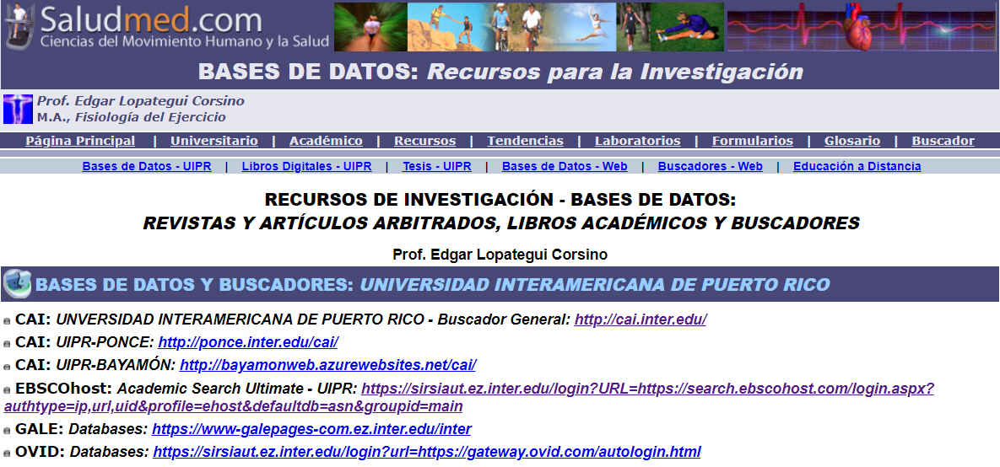 Saludmed.com
Ciencias del Movimiento Humano y la Salud
BASES DE DATOS: Recursos para la Investigación
Prof. Edgar Lopategui Corsino
M.A., Fisiología del Ejercicio
Página Principal | Universitario | Académico | Recursos | Tendencias | Laboratorios | Formularios | Glosario | Buscador
Bases de Datos - UIPR | Libros Digitales - UIPR | Tesis - UIPR | Bases de Datos - Web | Buscadores - Web | Educación a Distancia
RECURSOS DE INVESTIGACIÓN - BASES DE DATOS:
REVISTAS Y ARTÍCULOS ARBITRADOS, LIBROS ACADÉMICOS Y BUSCADORES
Prof. Edgar Lopategui Corsino
BASES DE DATOS Y BUSCADORES: UNIVERSIDAD INTERAMERICANA DE PUERTO RICO
CAI: UNVERSIDAD INTERAMERICANA DE PUERTO RICO - Buscador General: http://cai.inter.edu/
CAI: UIPR-PONCE: http://ponce.inter.edu/cai/
CAI: UIPR-BAYAMÓN: http://bayamonweb.azurewebsites.net/cai/
EBSCOhost: Academic Search Ultimate - UIPR: https://sirsiaut.ez.inter.edu/login?URL=https://search.ebscohost.com/login.aspx?
authtype=ip,url,uid&profile=ehost&defaultdb=asn&groupid=main
GALE: Databases: https://www-galepages-com.ez.inter.edu/inter
OVID: Databases: https://sirsiaut.ez.inter.edu/login?url=https://gateway.ovid.com/autologin.html